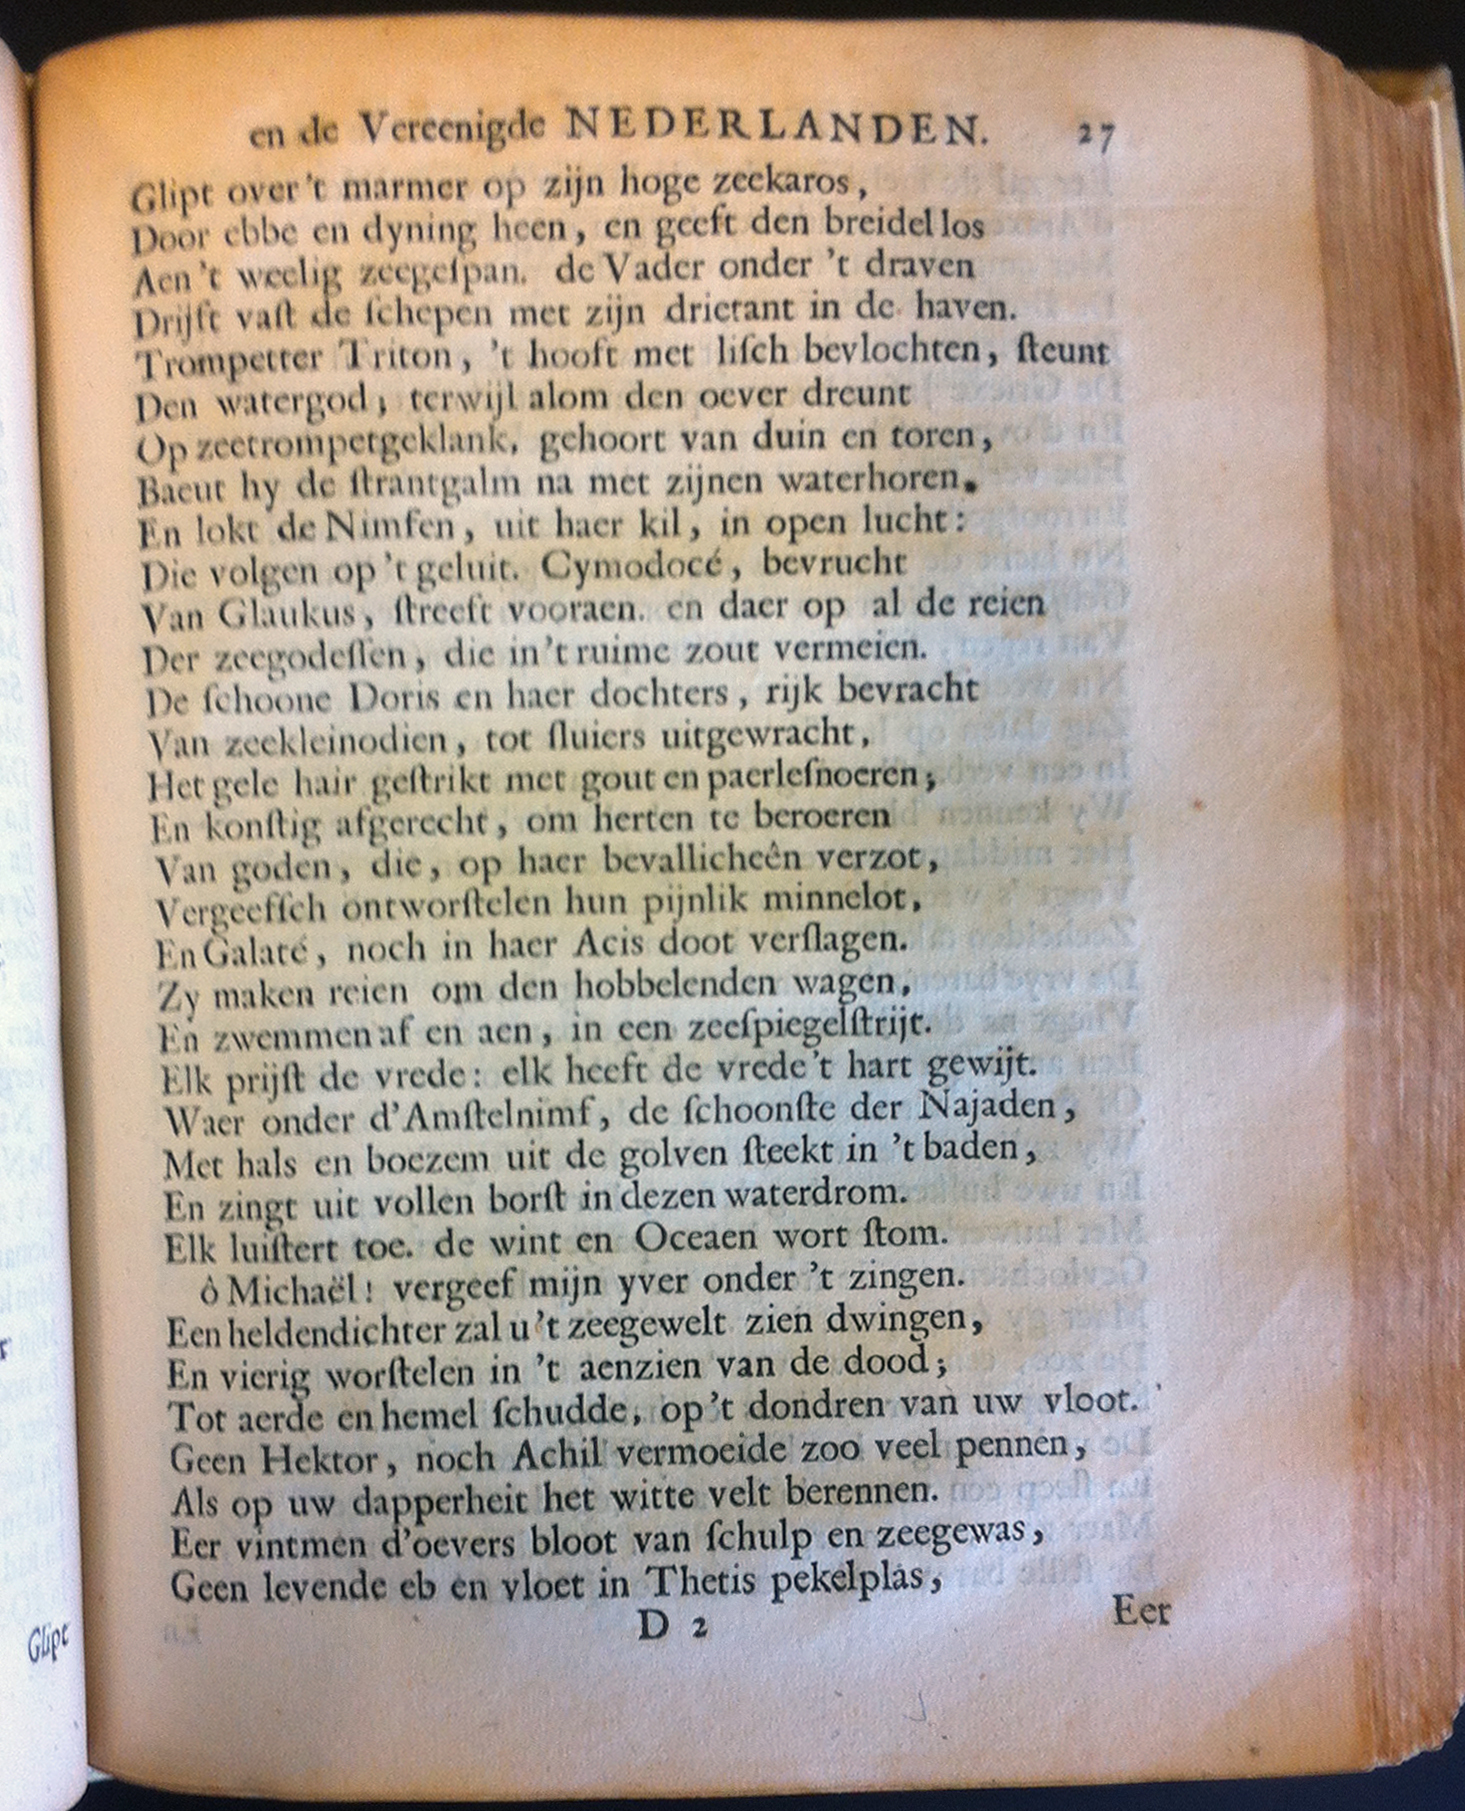 en de Vereenigde NEDERLANDEN. 27
Glipt over 't marmer op zijn hoge zeekaros,
Door ebbe en dyning heen, en geeft den breidel los
Aen 't weelig zeegeſpan. de Vader onder 't draven
Drijft vaſt de ſchepen met zijn drietant in de haven.
Trompetter Triton, 't hooft met liſch bevlochten, ſteunt
Den watergod; terwijl alom den oever dreunt
Op zeetrompetgeklank, gehoort van duin en toren,
Baeut hy de ſtrantgalm na met zijnen waterhoren.
En lokt de Nimfen, uit haer kil, in open lucht:
Die volgen op 't geluit. Cymodocé, bevrucht
Van Glaukus, ſtreeft vooraen. en daer op al de reien
Der zeegodeſſen, die in 't ruime zout vermeien.
De ſchoone Doris en haer dochters, rijk bevracht
Van zeekleinodien, tot ſluiers uitgewracht,
Het gele hair geſtrikt met gout en paerleſnoeren;
En konſtig afgerecht, om herten te beroeren
Van goden, die, op haer bevallicheên verzot,
Vergeefſch ontworſtelen hun pijnlik minnelot,
En Galaté, noch in haer Acis doot verſlagen.
Zy maken reien om den hobbelenden wagen,
En zwemmen af en aen, in een zeeſpiegelſtrijt.
Elk prijſt de vrede: elk heeft de vrede 't hart gewijt.
Waer onder d'Amſtelnimf, de ſchoonſte der Najaden,
Met hals en boezem uit de golven ſteekt in 't baden,
En zingt uit vollen borſt in dezen waterdrom.
Elk luiſtert toe. de wint en Oceaen wort ſtom.
ô Michaël! vergeef mijn yver onder 't zingen.
Een heldendichter zal u 't zeegewelt zien dwingen,
En vierig worſtelen in 't aenzien van de dood;
Tot aerde en hemel ſchudde, op 't dondren van uw vloot.
Geen Hektor, noch Achil vermoeide zoo veel pennen,
Als op uw dapperheit het witte velt berennen.
Eer vintmen d'oevers bloot van ſchulp en zeegewas,
Geen levende eb en vloet in Thetis pekelplas,
D 2 Eer
Glipt